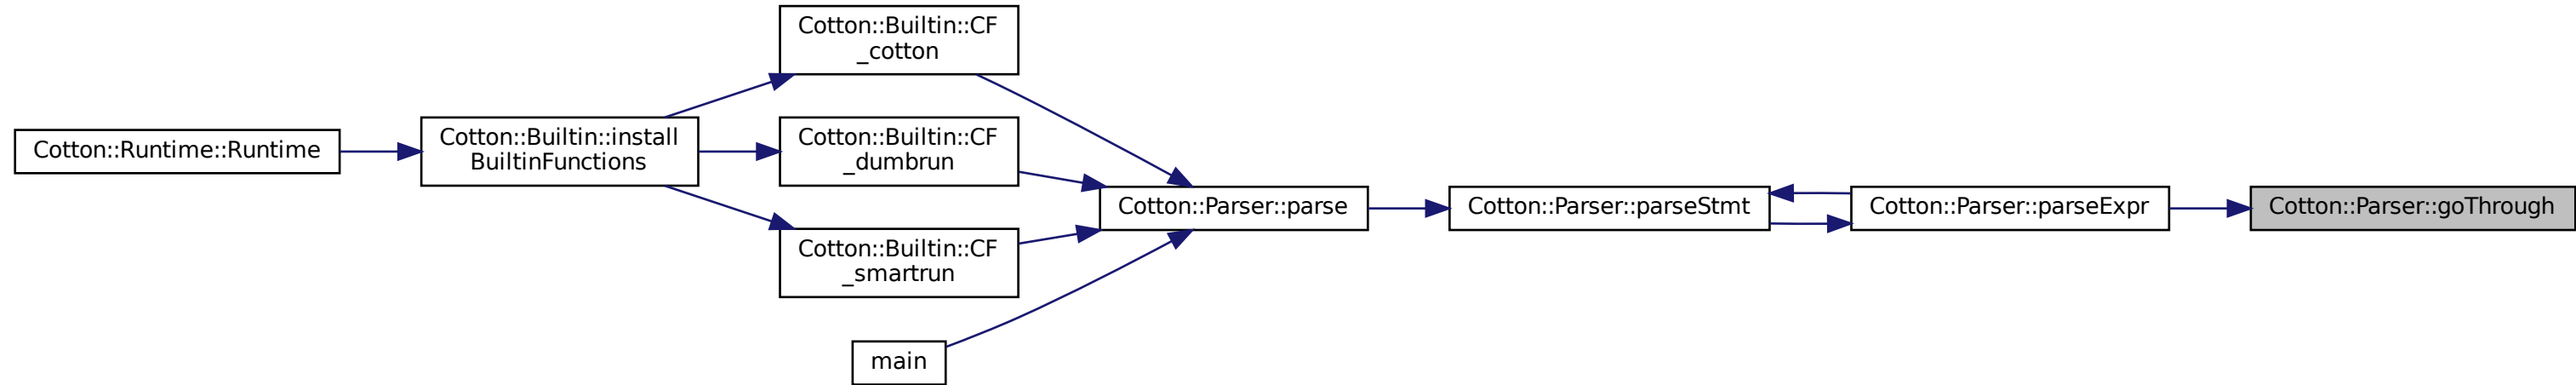 Cotton::Runtime::Runtime
Cotton::Builtin::install
BuiltinFunctions
Cotton::Builtin::CF
_cotton
Cotton::Builtin::CF
_dumbrun
Cotton::Builtin::CF
_smartrun
main
Cotton::Parser::parse
Cotton::Parser::parseStmt
Cotton::Parser::parseExpr
Cotton::Parser::goThrough